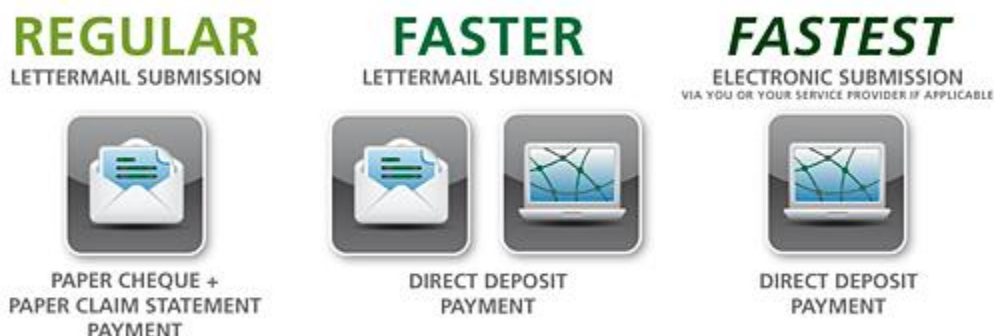 REGULAR
LETTERMAIL SUBMISSION
PAPER CHEQUE +
PAPER CLAIM STATEMENT
PAYMENT
FASTER
LETTERMAIL SUBMISSION
DIRECT DEPOSIT
PAYMENT
FASTEST
ELECTRONIC SUBMISSION
VIA YOU OR YOUR SERVICE PROVIDER IF APPLICABLE
DIRECT DEPOSIT
PAYMENT